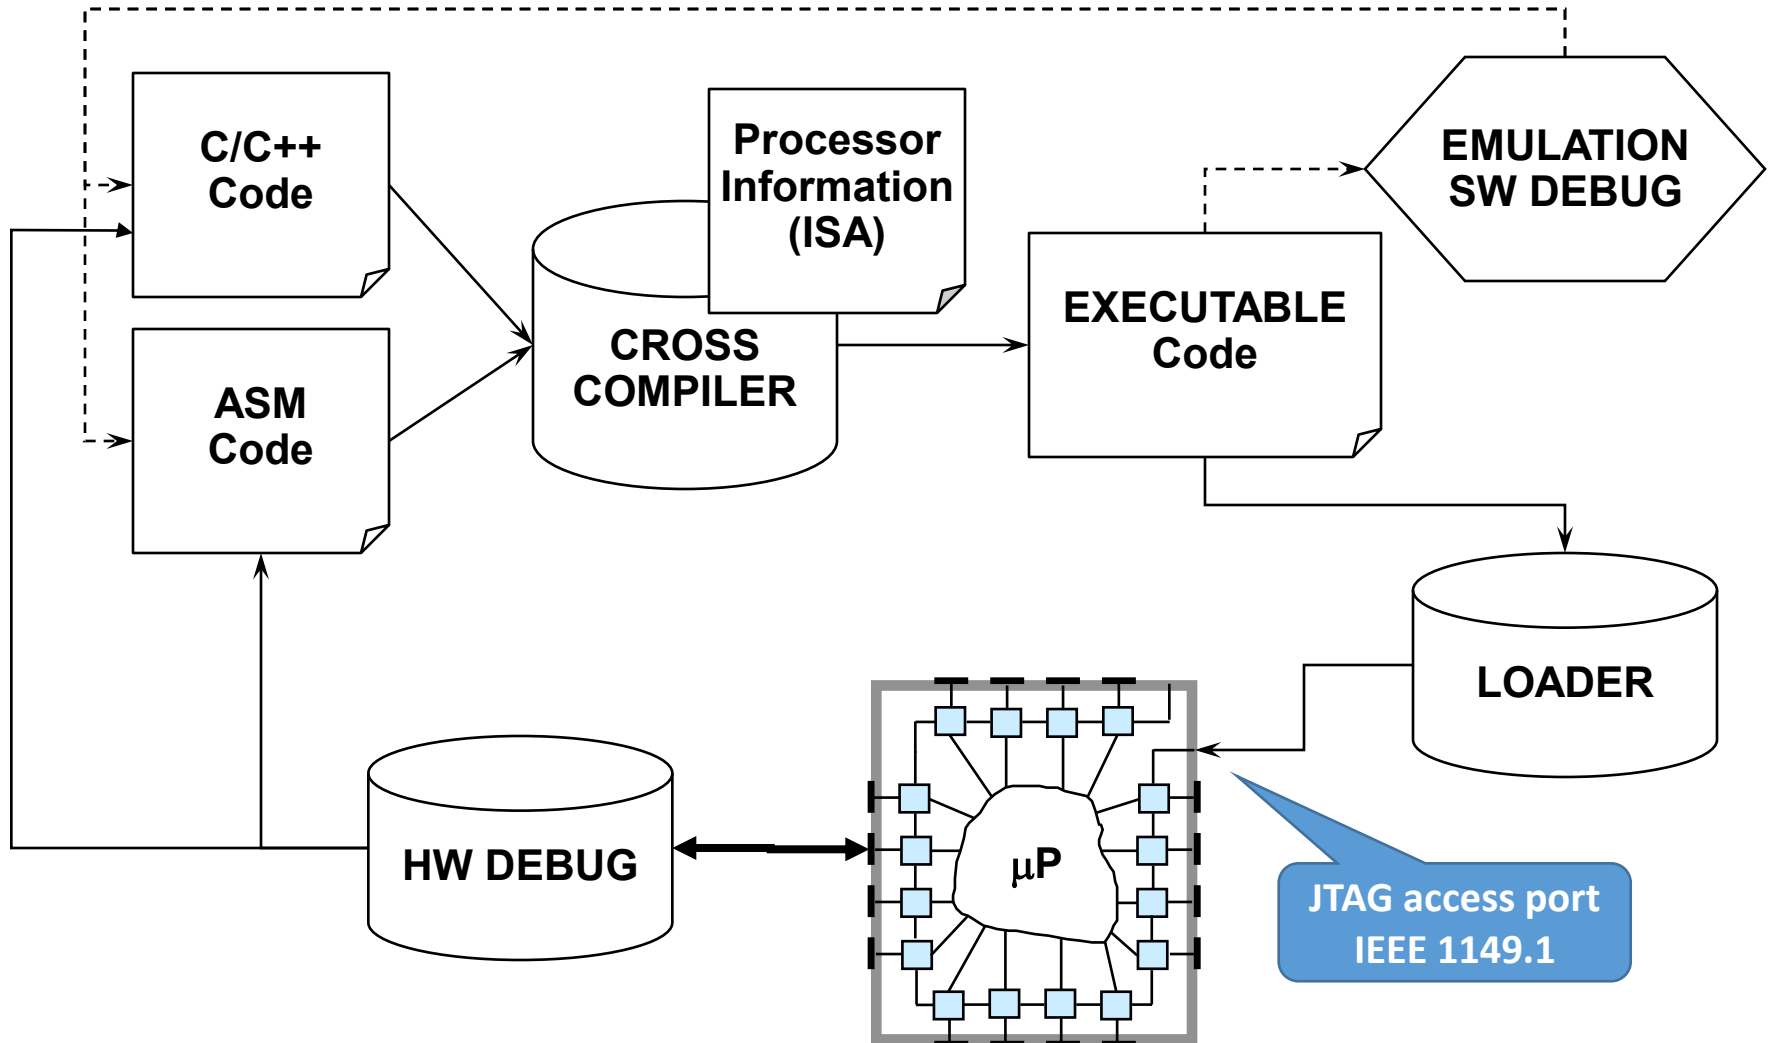 C/C++
Code
Processor
Information
(ISA)
EMULATION
SW DEBUG
CROSS
COMPILER
EXECUTABLE
Code
ASM
Code
LOADER
HW DEBUG
μP
JTAG access port
IEEE 1149.1